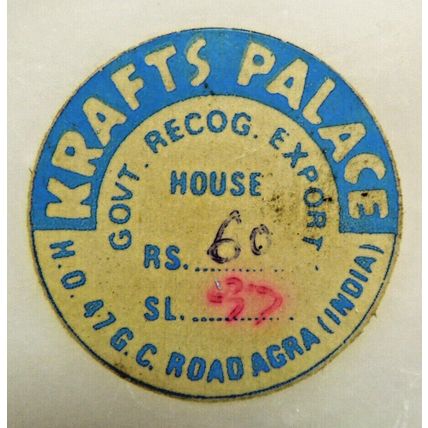 KRAFTS PALACE
GOVT. RECOG. EXPORT
HOUSE
RS. 60
SL. 37
H.O. 47 G.C. ROAD AGRA (INDIA)